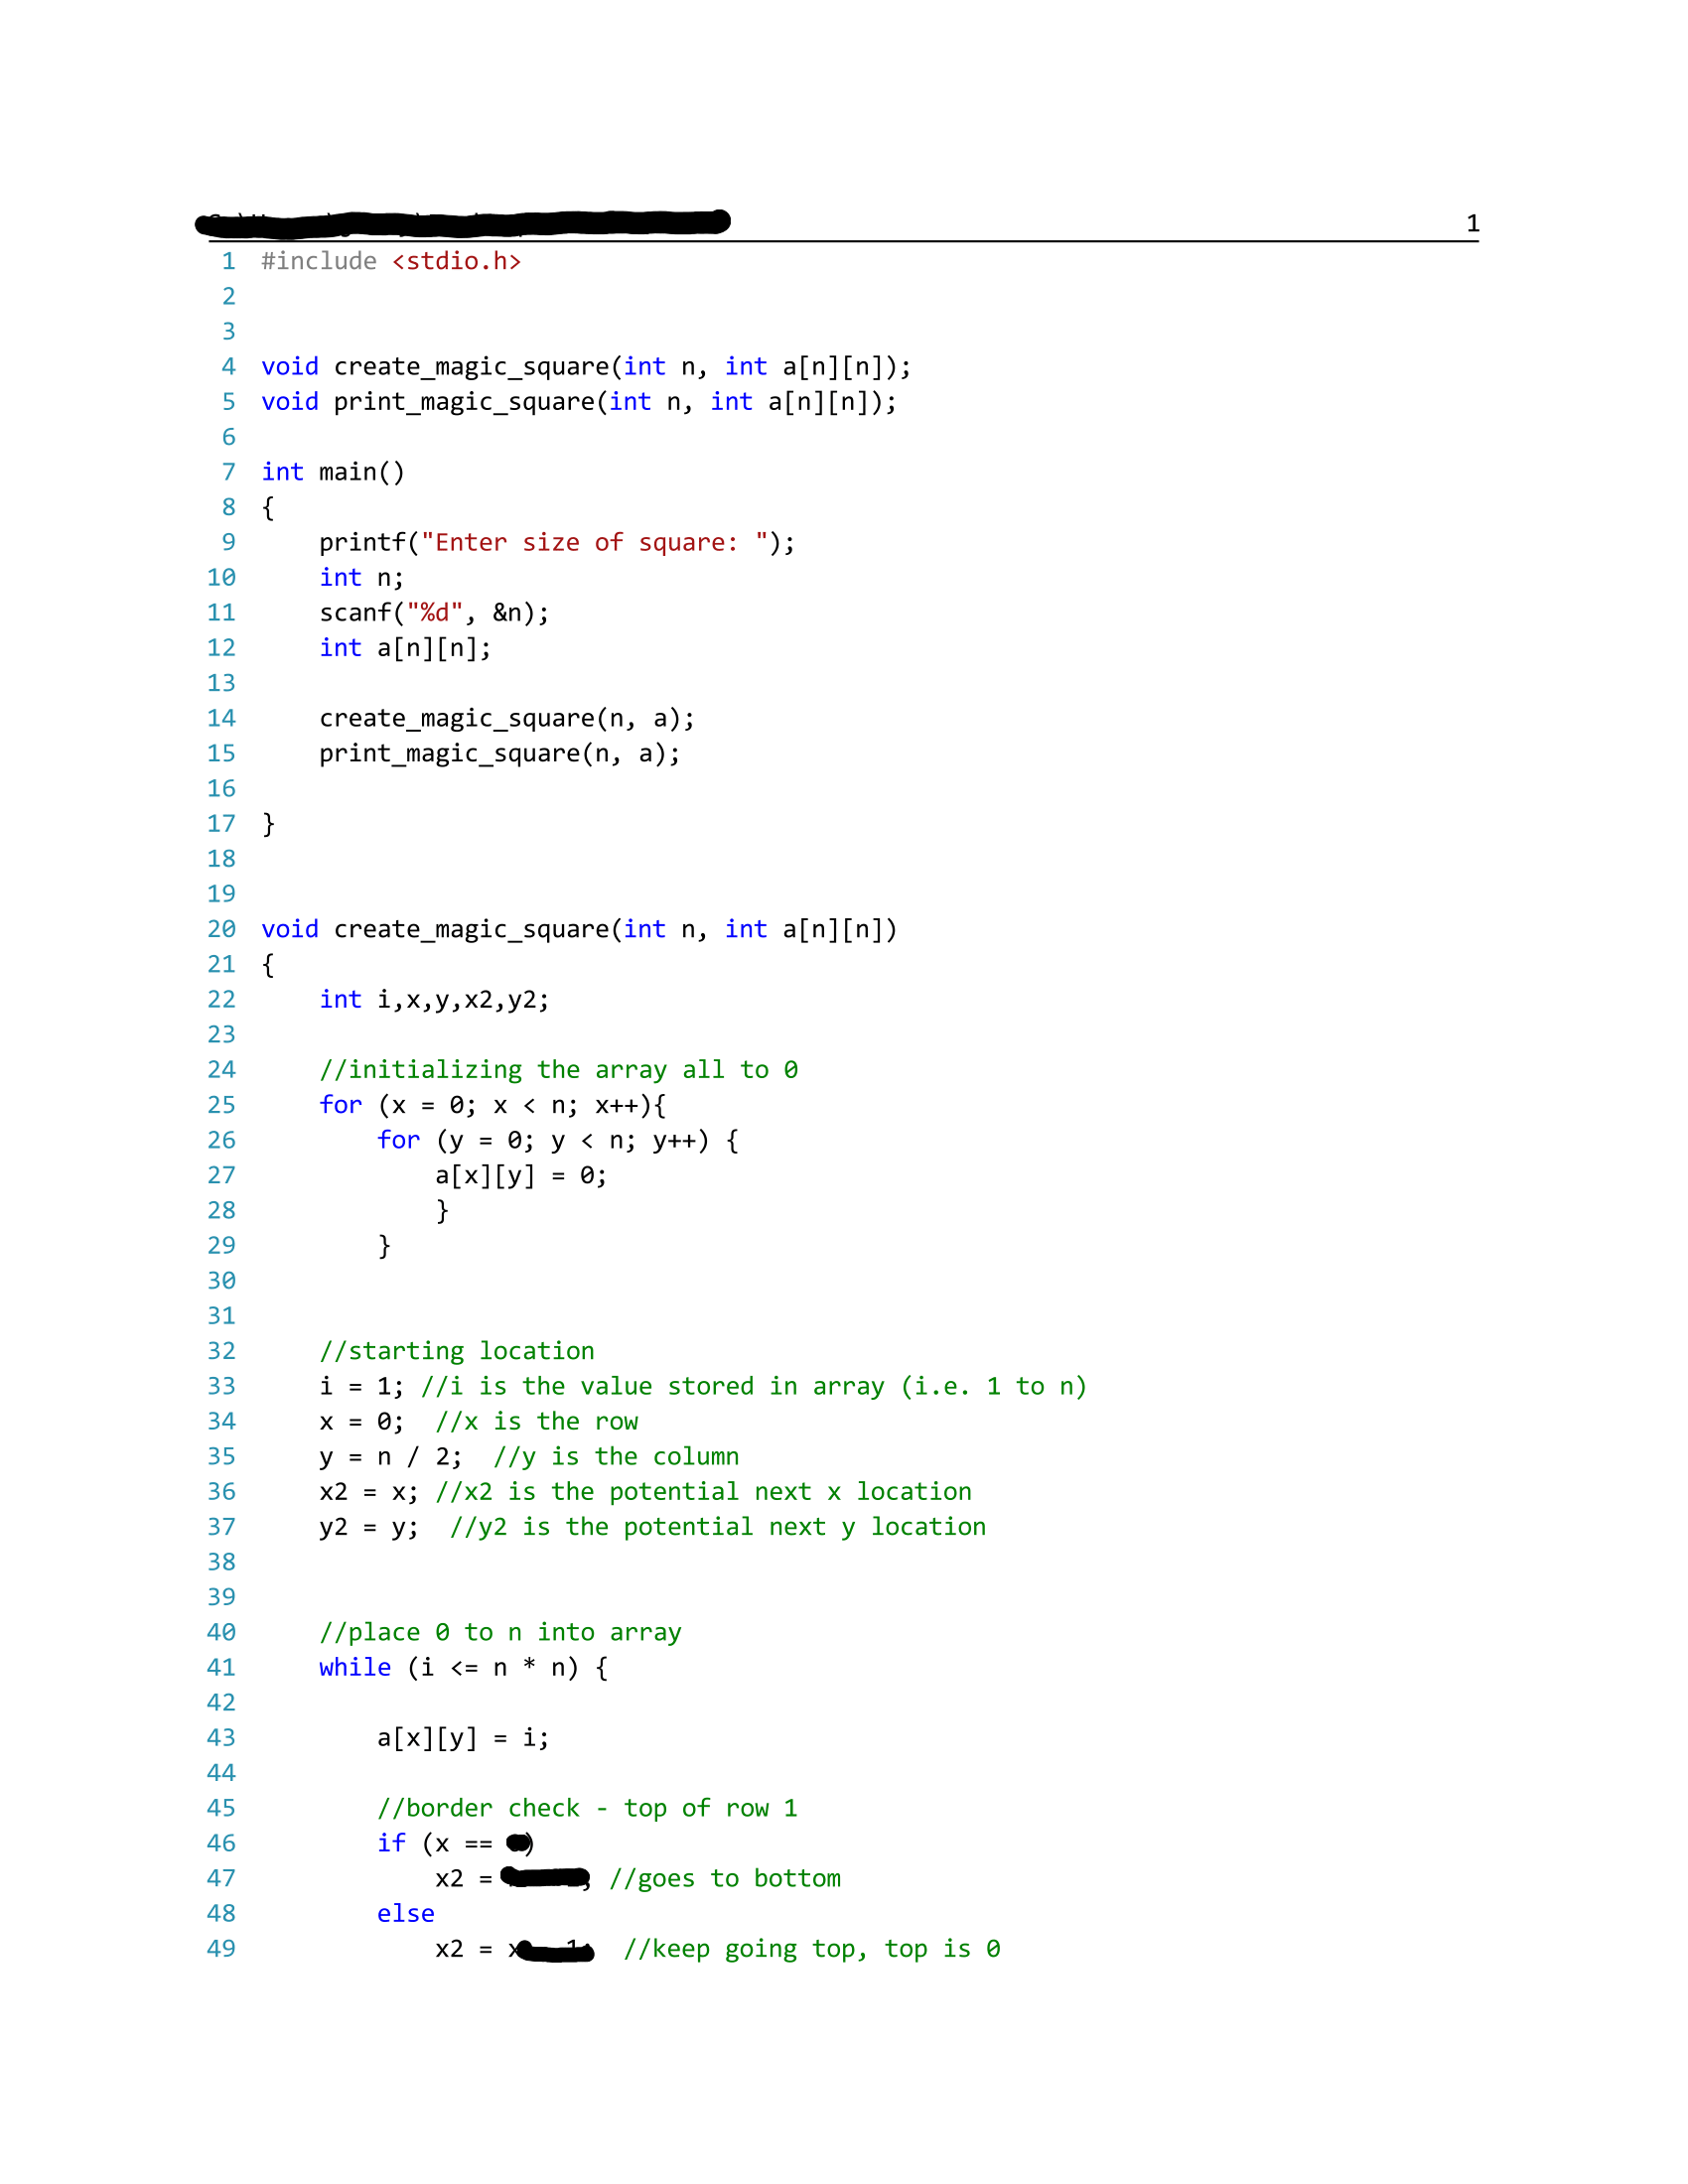 1
1 #include <stdio.h>
2
3
4 void create_magic_square(int n, int a[n][n]);
5 void print_magic_square(int n, int a[n][n]);
6
7 int main()
8 {
9     printf("Enter size of square: ");
10     int n;
11     scanf("%d", &n);
12     int a[n][n];
13
14     create_magic_square(n, a);
15     print_magic_square(n, a);
16
17 }
18
19
20 void create_magic_square(int n, int a[n][n])
21 {
22     int i,x,y,x2,y2;
23
24     //initializing the array all to 0
25     for (x = 0; x < n; x++){
26         for (y = 0; y < n; y++) {
27             a[x][y] = 0;
28             }
29         }
30
31
32     //starting location
33     i = 1; //i is the value stored in array (i.e. 1 to n)
34     x = 0;  //x is the row
35     y = n / 2;  //y is the column
36     x2 = x; //x2 is the potential next x location
37     y2 = y;  //y2 is the potential next y location
38
39
40     //place 0 to n into array
41     while (i <= n * n) {
42
43         a[x][y] = i;
44
45         //border check - top of row 1
46         if (x == )
47             x2 = ; //goes to bottom
48         else
49             x2 = x //keep going top, top is 0